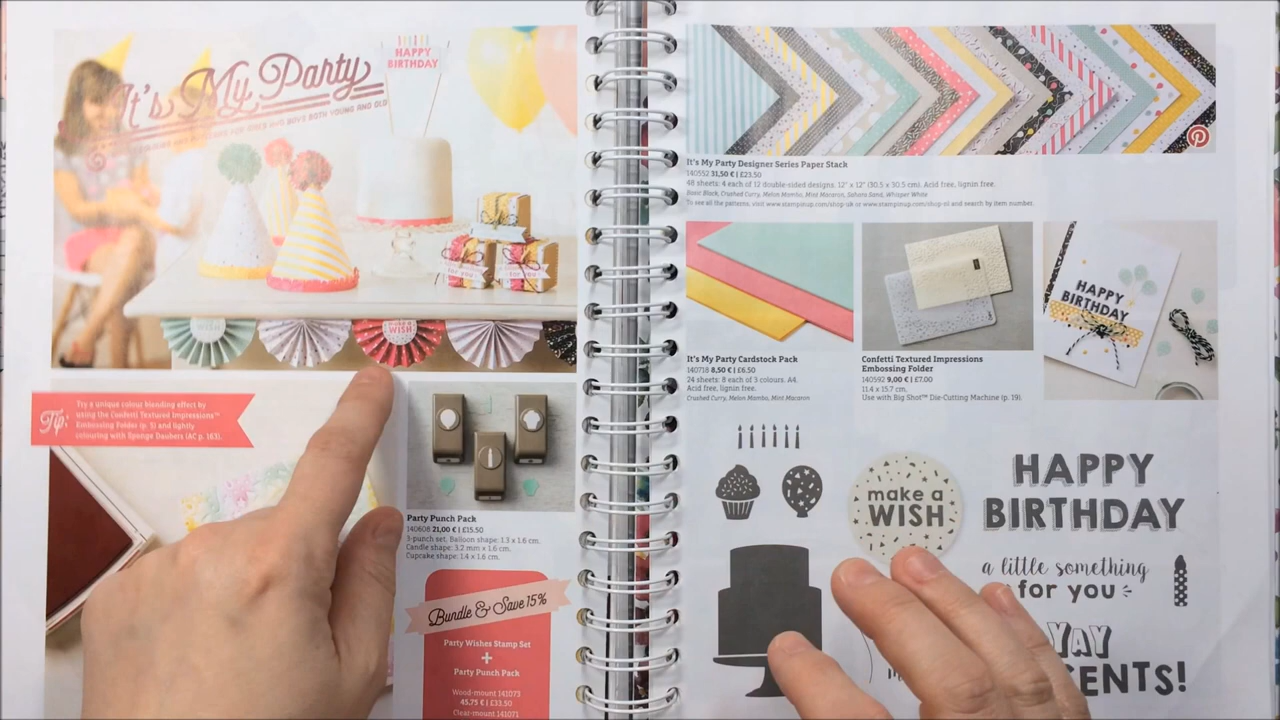 It's My Party
HAPPY
BIRTHDAY
for you
for you
make a
WISH
Tip:
Try a unique colour blending effect by
using the Confetti Textured Impressions™
Embossing Folder (p. 5) and lightly
colouring with Sponge Daubers (AC p. 163).
Party Punch Pack
140608 21,00 € | £15.50
3-punch set. Balloon shape: 1.3 x 1.6 cm.
Candle shape: 3.2 mm x 1.6 cm.
Cupcake shape: 1.4 x 1.6 cm.
Bundle & Save 15%
Party Wishes Stamp Set
+
Party Punch Pack
Wood-mount 141073
45,75 € | £33.50
Clear-mount 141071
It's My Party Designer Series Paper Stack
140552 31,50 € | £23.50
48 sheets: 4 each of 12 double-sided designs. 12" x 12" (30.5 x 30.5 cm). Acid free, lignin free.
Basic Black, Crushed Curry, Melon Mambo, Mint Macaron, Sahara Sand, Whisper White
It's My Party Cardstock Pack
140718 8,50 € | £6.50
24 sheets: 8 each of 3 colours. A4.
Acid free, lignin free.
Crushed Curry, Melon Mambo, Mint Macaron
Confetti Textured Impressions
Embossing Folder
140592 9,00 € | £7.00
11.4 x 15.7 cm.
Use with Big Shot™ Die-Cutting Machine (p. 19).
HAPPY
BIRTHDAY
make a
WISH
HAPPY
BIRTHDAY
a little something
for you
YAY
ENTS!